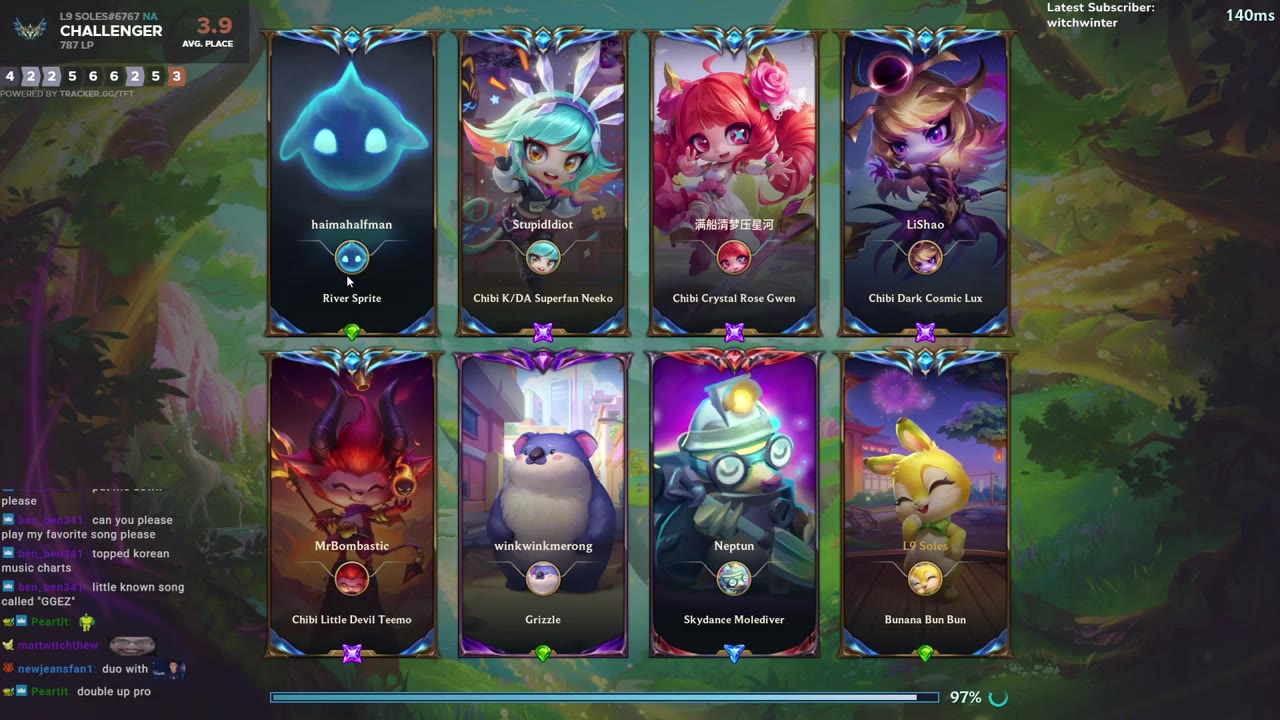 L9 SOLES#6767 NA
CHALLENGER
787 LP
3.9
AVG. PLACE
4 2 2 5 6 6 2 5 3
POWERED BY TRACKER.GG/TFT
Latest Subscriber:
witchwinter
140ms
haimahalfman
River Sprite
StupidIdiot
Chibi K/DA Superfan Neeko
满船清梦压星河
Chibi Crystal Rose Gwen
LiShao
Chibi Dark Cosmic Lux
MrBombastic
Chibi Little Devil Teemo
winkwinkmerong
Grizzle
Neptun
Skydance Molediver
L9 Soles
Bunana Bun Bun
please
ben_ben341: can you please
play my favorite song please
ben_ben341: topped korean
music charts
ben_ben341: little known song
called "GGEZ"
Peartit:
mattwitchthew:
newjeansfan1: duo with
Peartit: double up pro
97%